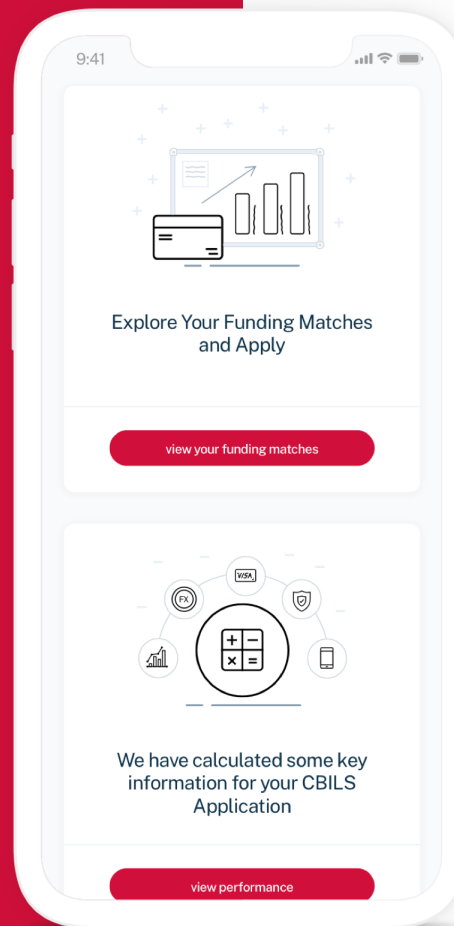 9:41
Explore Your Funding Matches
and Apply
view your funding matches
VISA
FX
We have calculated some key
information for your CBILS
Application
view performance